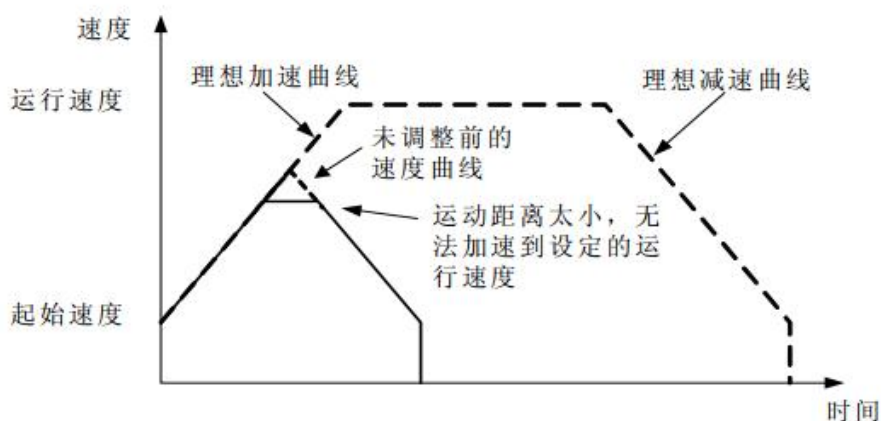 速度
理想加速曲线
理想减速曲线
运行速度
未调整前的
速度曲线
运动距离太小，无
法加速到设定的运
行速度
起始速度
时间